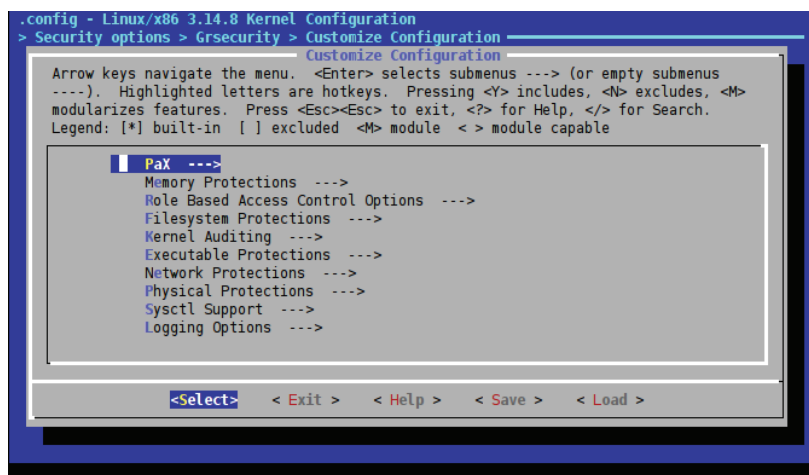 .config - Linux/x86 3.14.8 Kernel Configuration
> Security options > Grsecurity > Customize Configuration
Customize Configuration
Arrow keys navigate the menu.  <Enter> selects submenus ---> (or empty submenus
----).  Highlighted letters are hotkeys.  Pressing <Y> includes, <N> excludes, <M>
modularizes features.  Press <Esc><Esc> to exit, <?> for Help, </> for Search.
Legend: [*] built-in  [ ] excluded  <M> module  < > module capable
PaX  --->
Memory Protections  --->
Role Based Access Control Options  --->
Filesystem Protections  --->
Kernel Auditing  --->
Executable Protections  --->
Network Protections  --->
Physical Protections  --->
Sysctl Support  --->
Logging Options  --->
<Select>    < Exit >    < Help >    < Save >    < Load >